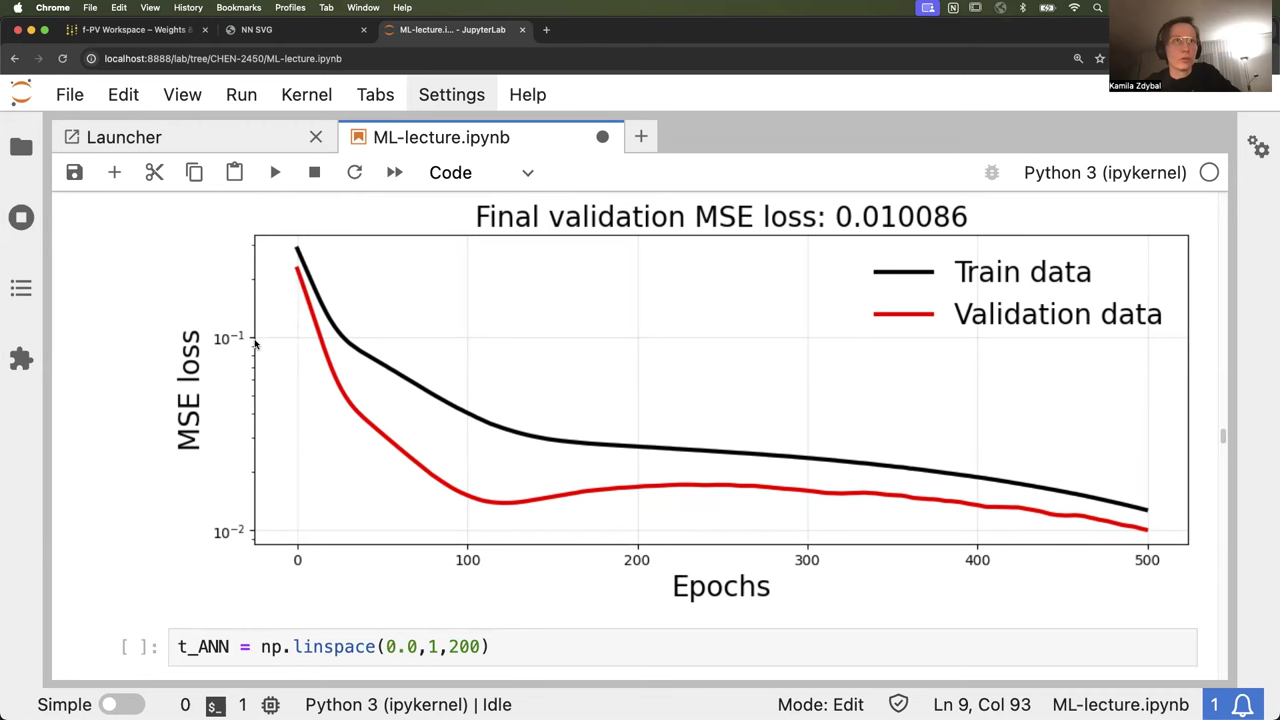 Chrome File Edit View History Bookmarks Profiles Tab Window Help
f-PV Workspace – Weights &
NN SVG
ML-lecture.i... - JupyterLab
localhost:8888/lab/tree/CHEN-2450/ML-lecture.ipynb
Kamila Zdybal
File Edit View Run Kernel Tabs Settings Help
Launcher
ML-lecture.ipynb
Code
Python 3 (ipykernel)
Final validation MSE loss: 0.010086
Train data
Validation data
MSE loss
10⁻¹
10⁻²
0 100 200 300 400 500
Epochs
[ ]: t_ANN = np.linspace(0.0,1,200)
Simple 0 $_ 1 Python 3 (ipykernel) | Idle Mode: Edit Ln 9, Col 93 ML-lecture.ipynb 1